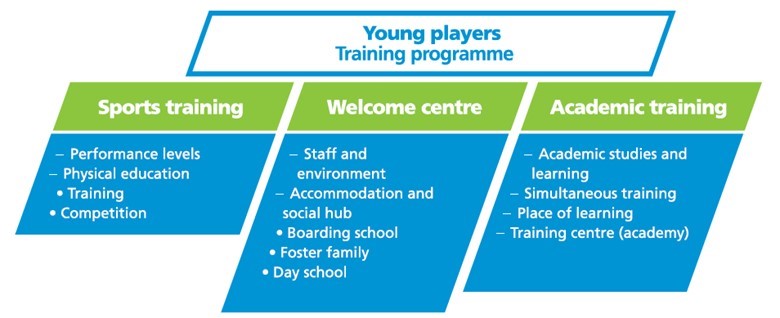 Young players
Training programme
Sports training
– Performance levels
– Physical education
• Training
• Competition
Welcome centre
– Staff and
environment
– Accommodation and
social hub
• Boarding school
• Foster family
• Day school
Academic training
– Academic studies and
learning
– Simultaneous training
– Place of learning
– Training centre (academy)